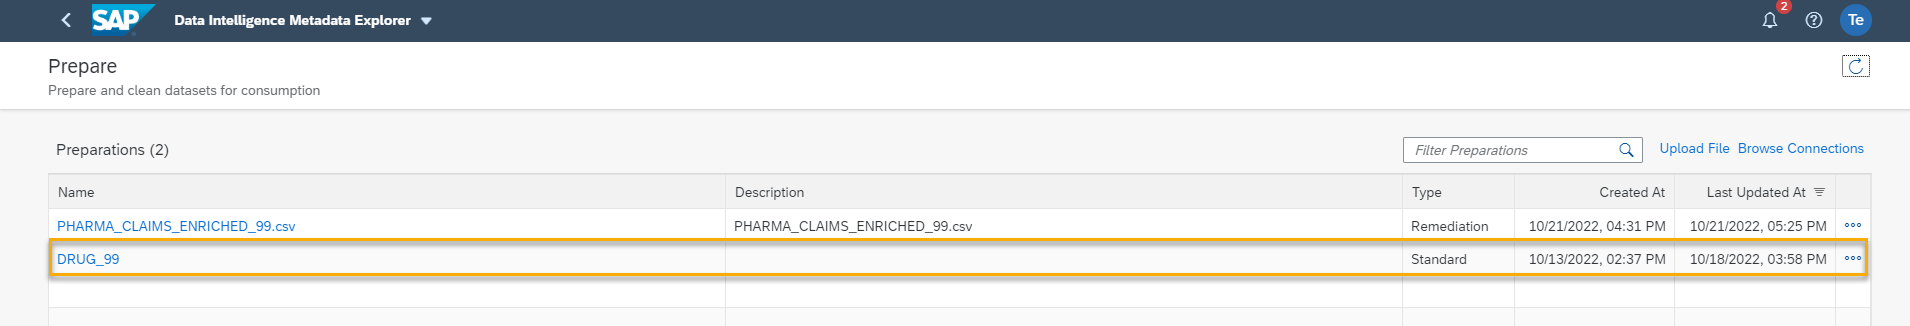 SAP Data Intelligence Metadata Explorer 2 Te
Prepare
Prepare and clean datasets for consumption
Preparations (2) Filter Preparations Upload File Browse Connections
Name Description Type Created At Last Updated At
PHARMA_CLAIMS_ENRICHED_99.csv PHARMA_CLAIMS_ENRICHED_99.csv Remediation 10/21/2022, 04:31 PM 10/21/2022, 05:25 PM
DRUG_99 Standard 10/13/2022, 02:37 PM 10/18/2022, 03:58 PM